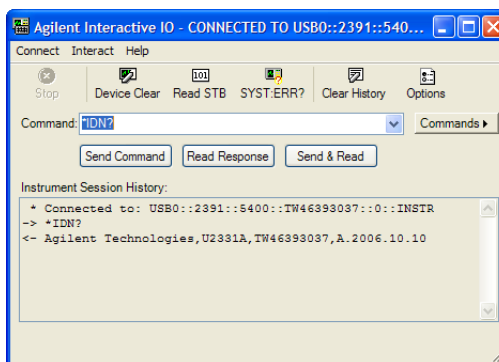 Agilent Interactive IO - CONNECTED TO USB0::2391::540...
Connect Interact Help
Stop Device Clear Read STB SYST:ERR? Clear History Options
Command: *IDN? Commands
Send Command Read Response Send & Read
Instrument Session History:
* Connected to: USB0::2391::5400::TW46393037::0::INSTR
-> *IDN?
<- Agilent Technologies,U2331A,TW46393037,A.2006.10.10